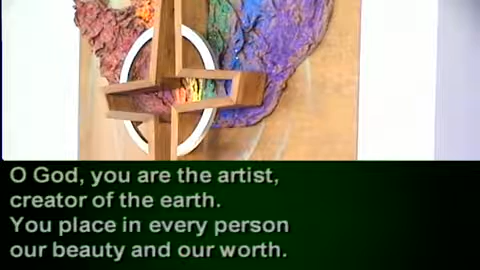 O God, you are the artist,
creator of the earth.
You place in every person
our beauty and our worth.